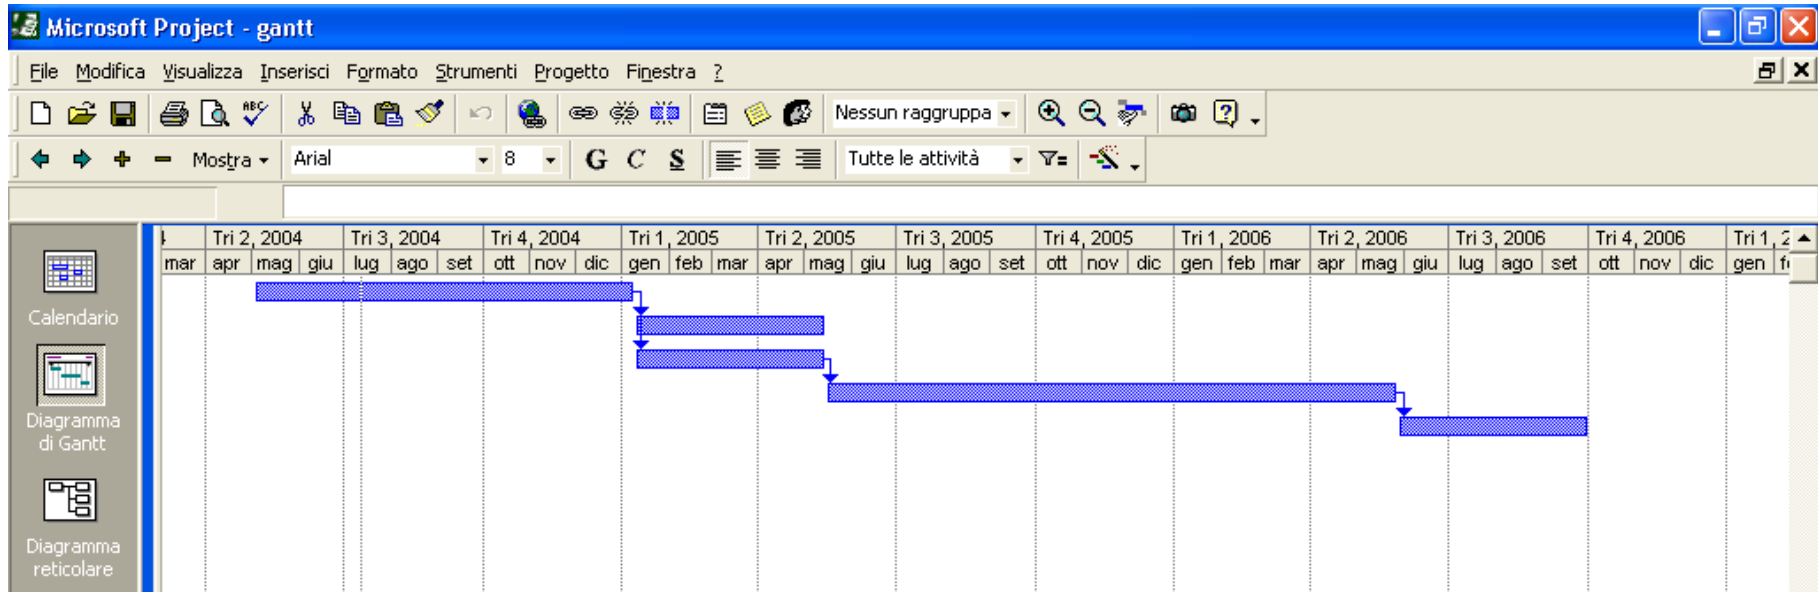 Microsoft Project - gantt
File Modifica Visualizza Inserisci Formato Strumenti Progetto Finestra ?
ABC Nessun raggruppa
Mostra Arial 8 G C S Tutte le attività
Tri 2, 2004 Tri 3, 2004 Tri 4, 2004 Tri 1, 2005 Tri 2, 2005 Tri 3, 2005 Tri 4, 2005 Tri 1, 2006 Tri 2, 2006 Tri 3, 2006 Tri 4, 2006 Tri 1, 2
mar apr mag giu lug ago set ott nov dic gen feb mar apr mag giu lug ago set ott nov dic gen feb mar apr mag giu lug ago set ott nov dic gen
Calendario
Diagramma
di Gantt
Diagramma
reticolare